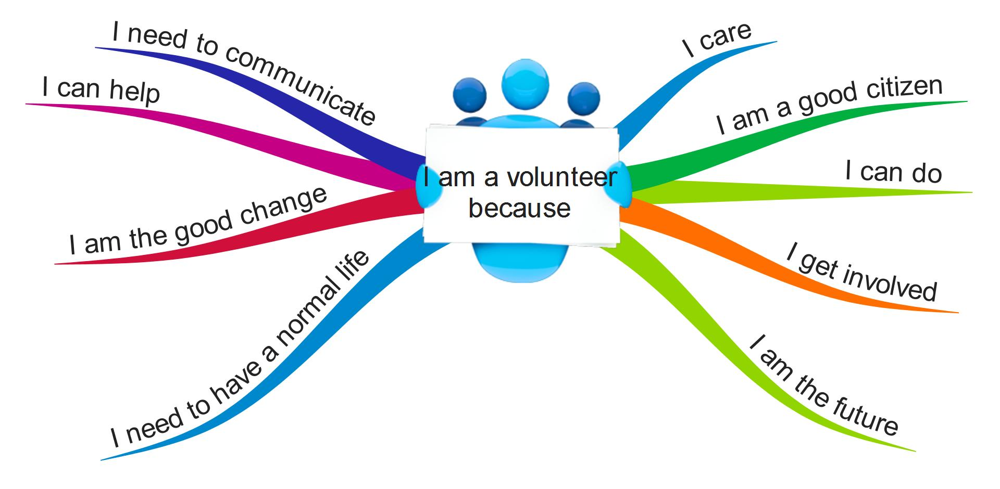 I am a volunteer
because
I care
I am a good citizen
I can do
I get involved
I am the future
I need to have a normal life
I am the good change
I can help
I need to communicate